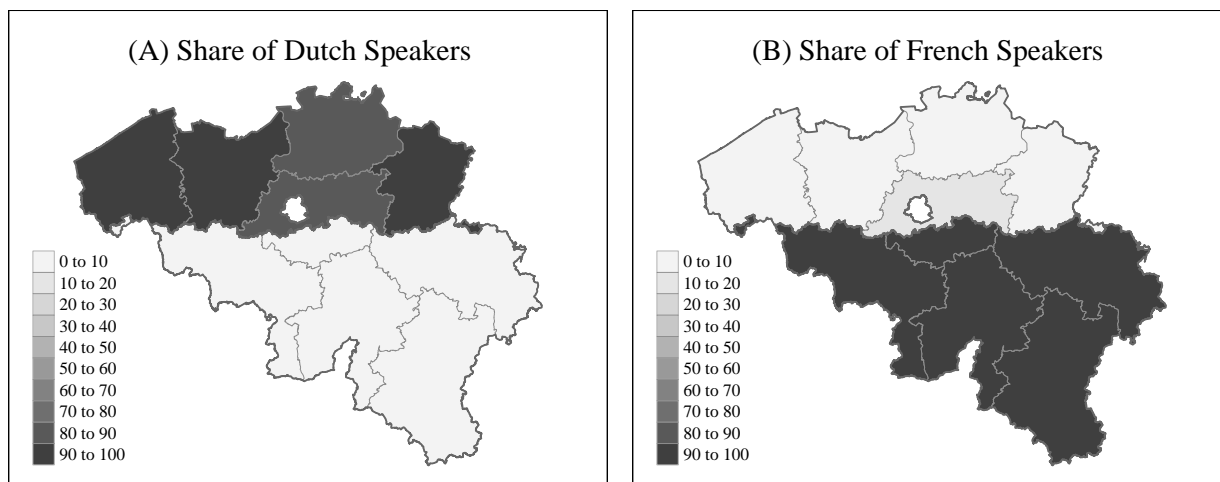 (A) Share of Dutch Speakers
0 to 10
10 to 20
20 to 30
30 to 40
40 to 50
50 to 60
60 to 70
70 to 80
80 to 90
90 to 100
(B) Share of French Speakers
0 to 10
10 to 20
20 to 30
30 to 40
40 to 50
50 to 60
60 to 70
70 to 80
80 to 90
90 to 100